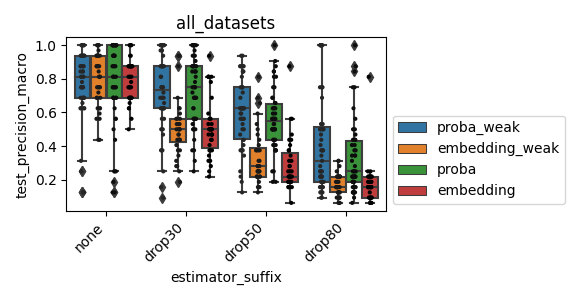 all_datasets
test_precision_macro
1.0
0.8
0.6
0.4
0.2
none
drop30
drop50
drop80
estimator_suffix
proba_weak
embedding_weak
proba
embedding